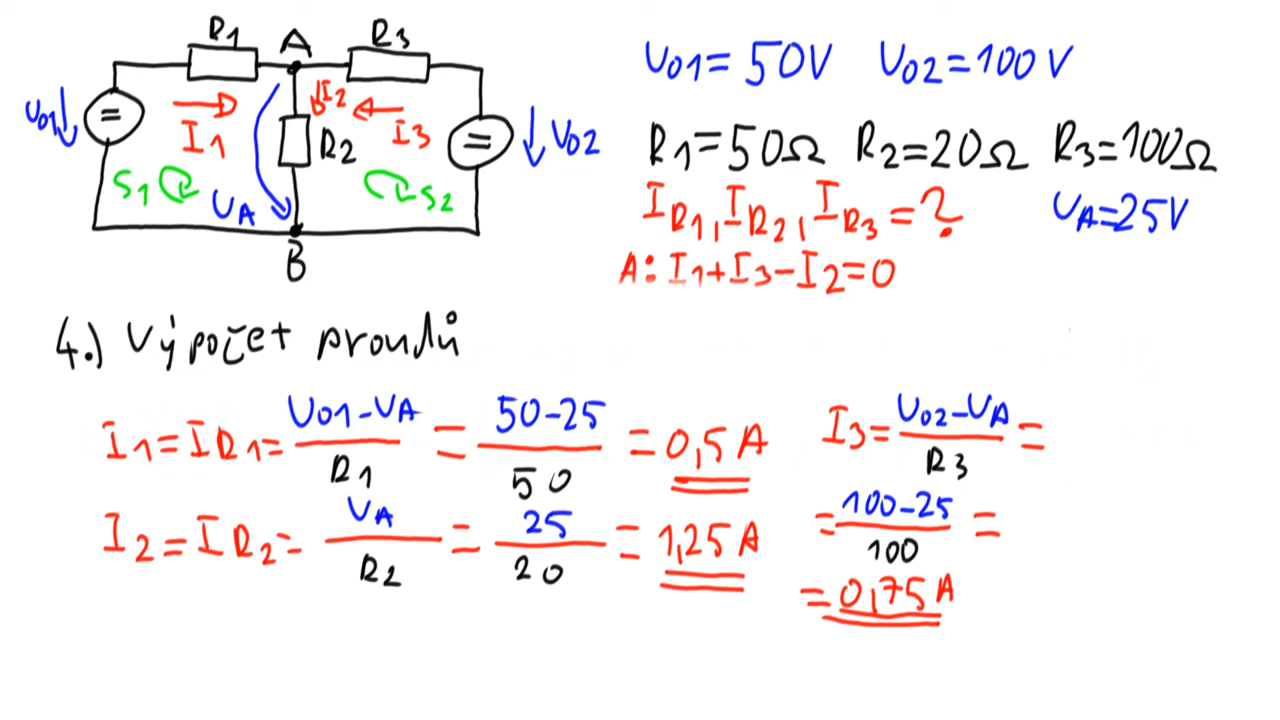 R1 A R3
U01 = I1 I2 R2 I3 = U02
S1 UA S2
B
U01=50V U02=100V
R1=50Ω R2=20Ω R3=100Ω
IR1, IR2, IR3=? UA=25V
A: I1+I3-I2=0
4.) Výpočet proudů
I1=IR1= U01-UA / R1 = 50-25 / 50 = 0,5 A
I2=IR2= UA / R2 = 25 / 20 = 1,25 A
I3= U02-UA / R3 =
= 100-25 / 100 =
= 0,75 A